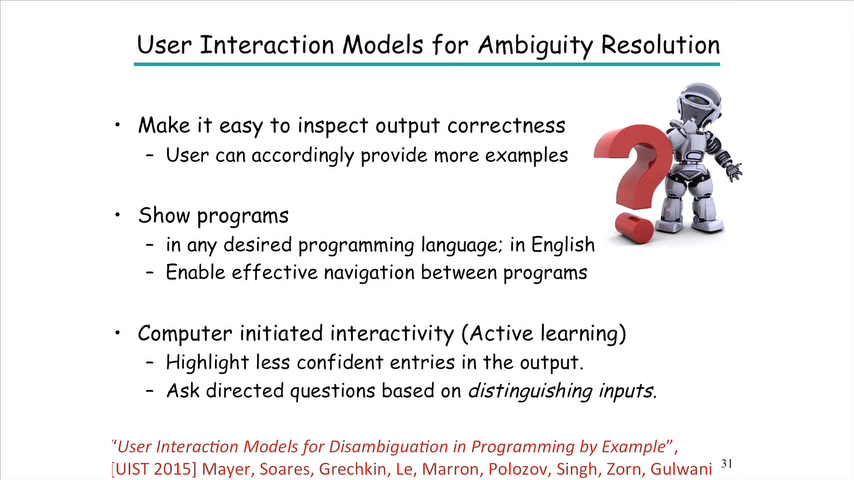 User Interaction Models for Ambiguity Resolution
• Make it easy to inspect output correctness
– User can accordingly provide more examples
• Show programs
– in any desired programming language; in English
– Enable effective navigation between programs
• Computer initiated interactivity (Active learning)
– Highlight less confident entries in the output.
– Ask directed questions based on distinguishing inputs.
"User Interaction Models for Disambiguation in Programming by Example",
[UIST 2015] Mayer, Soares, Grechkin, Le, Marron, Polozov, Singh, Zorn, Gulwani
31